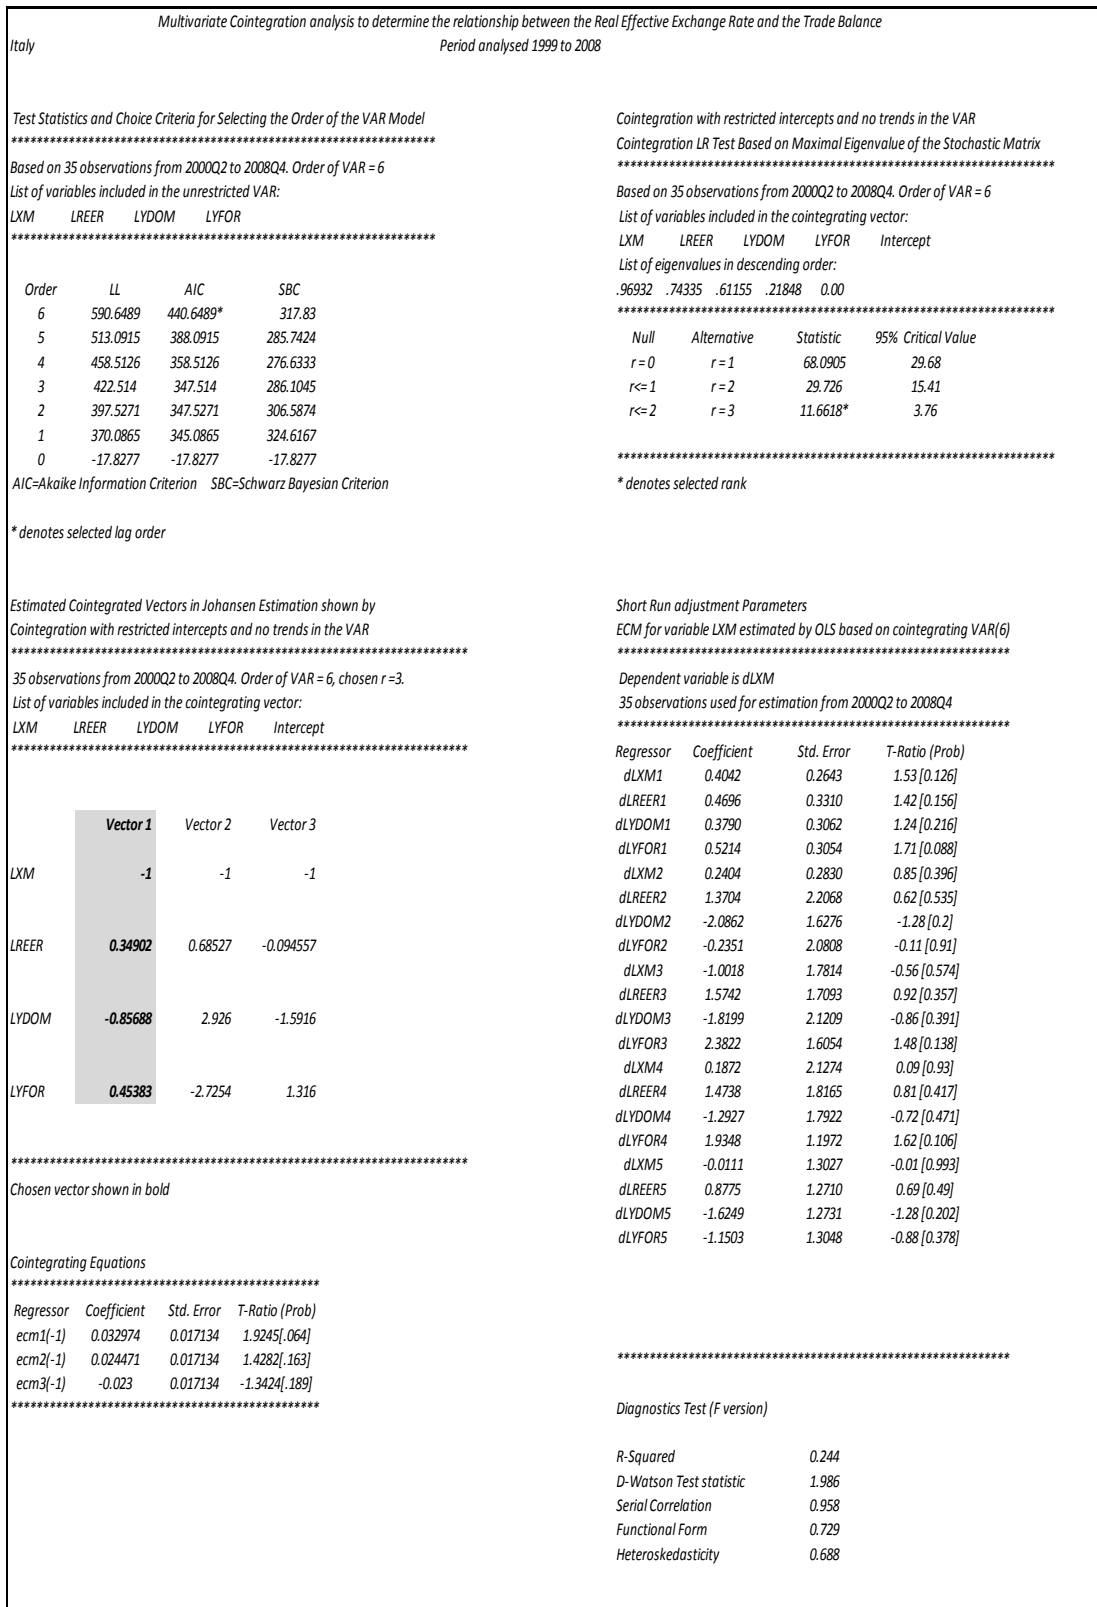 Multivariate Cointegration analysis to determine the relationship between the Real Effective Exchange Rate and the Trade Balance
Italy Period analysed 1999 to 2008
Test Statistics and Choice Criteria for Selecting the Order of the VAR Model
******************************************************************
Based on 35 observations from 2000Q2 to 2008Q4. Order of VAR = 6
List of variables included in the unrestricted VAR:
LXM LREER LYDOM LYFOR
******************************************************************
Order LL AIC SBC
6 590.6489 440.6489* 317.83
5 513.0915 388.0915 285.7424
4 458.5126 358.5126 276.6333
3 422.514 347.514 286.1045
2 397.5271 347.5271 306.5874
1 370.0865 345.0865 324.6167
0 -17.8277 -17.8277 -17.8277
AIC=Akaike Information Criterion SBC=Schwarz Bayesian Criterion
* denotes selected lag order
Cointegration with restricted intercepts and no trends in the VAR
Cointegration LR Test Based on Maximal Eigenvalue of the Stochastic Matrix
********************************************************************
Based on 35 observations from 2000Q2 to 2008Q4. Order of VAR = 6
List of variables included in the cointegrating vector:
LXM LREER LYDOM LYFOR Intercept
List of eigenvalues in descending order:
.96932 .74335 .61155 .21848 0.00
********************************************************************
Null Alternative Statistic 95% Critical Value
r = 0 r = 1 68.0905 29.68
r<= 1 r = 2 29.726 15.41
r<= 2 r = 3 11.6618* 3.76
********************************************************************
* denotes selected rank
Estimated Cointegrated Vectors in Johansen Estimation shown by
Cointegration with restricted intercepts and no trends in the VAR
***********************************************************************
35 observations from 2000Q2 to 2008Q4. Order of VAR = 6, chosen r =3.
List of variables included in the cointegrating vector:
LXM LREER LYDOM LYFOR Intercept
***********************************************************************
Vector 1 Vector 2 Vector 3
LXM -1 -1 -1
LREER 0.34902 0.68527 -0.094557
LYDOM -0.85688 2.926 -1.5916
LYFOR 0.45383 -2.7254 1.316
***********************************************************************
Chosen vector shown in bold
Cointegrating Equations
************************************************
Regressor Coefficient Std. Error T-Ratio (Prob)
ecm1(-1) 0.032974 0.017134 1.9245[.064]
ecm2(-1) 0.024471 0.017134 1.4282[.163]
ecm3(-1) -0.023 0.017134 -1.3424[.189]
************************************************
Short Run adjustment Parameters
ECM for variable LXM estimated by OLS based on cointegrating VAR(6)
*************************************************************
Dependent variable is dLXM
35 observations used for estimation from 2000Q2 to 2008Q4
*************************************************************
Regressor Coefficient Std. Error T-Ratio (Prob)
dLXM1 0.4042 0.2643 1.53 [0.126]
dLREER1 0.4696 0.3310 1.42 [0.156]
dLYDOM1 0.3790 0.3062 1.24 [0.216]
dLYFOR1 0.5214 0.3054 1.71 [0.088]
dLXM2 0.2404 0.2830 0.85 [0.396]
dLREER2 1.3704 2.2068 0.62 [0.535]
dLYDOM2 -2.0862 1.6276 -1.28 [0.2]
dLYFOR2 -0.2351 2.0808 -0.11 [0.91]
dLXM3 -1.0018 1.7814 -0.56 [0.574]
dLREER3 1.5742 1.7093 0.92 [0.357]
dLYDOM3 -1.8199 2.1209 -0.86 [0.391]
dLYFOR3 2.3822 1.6054 1.48 [0.138]
dLXM4 0.1872 2.1274 0.09 [0.93]
dLREER4 1.4738 1.8165 0.81 [0.417]
dLYDOM4 -1.2927 1.7922 -0.72 [0.471]
dLYFOR4 1.9348 1.1972 1.62 [0.106]
dLXM5 -0.0111 1.3027 -0.01 [0.993]
dLREER5 0.8775 1.2710 0.69 [0.49]
dLYDOM5 -1.6249 1.2731 -1.28 [0.202]
dLYFOR5 -1.1503 1.3048 -0.88 [0.378]
*************************************************************
Diagnostics Test (F version)
R-Squared 0.244
D-Watson Test statistic 1.986
Serial Correlation 0.958
Functional Form 0.729
Heteroskedasticity 0.688